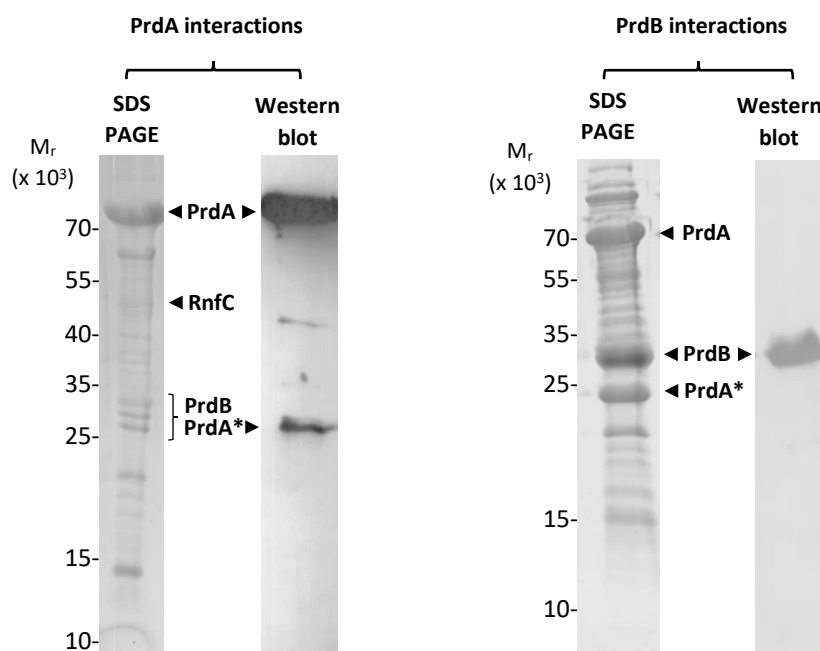 PrdA interactions
SDS
PAGE
Western
blot
Mᵣ
(x 10³)
70-
55-
40-
35-
25-
15-
10-
◄ PrdA ►
◄ RnfC
PrdB
PrdA* ►
PrdB interactions
SDS
PAGE
Western
blot
Mᵣ
(x 10³)
70-
55-
35-
25-
15-
10-
◄ PrdA
◄ PrdB ►
◄ PrdA*